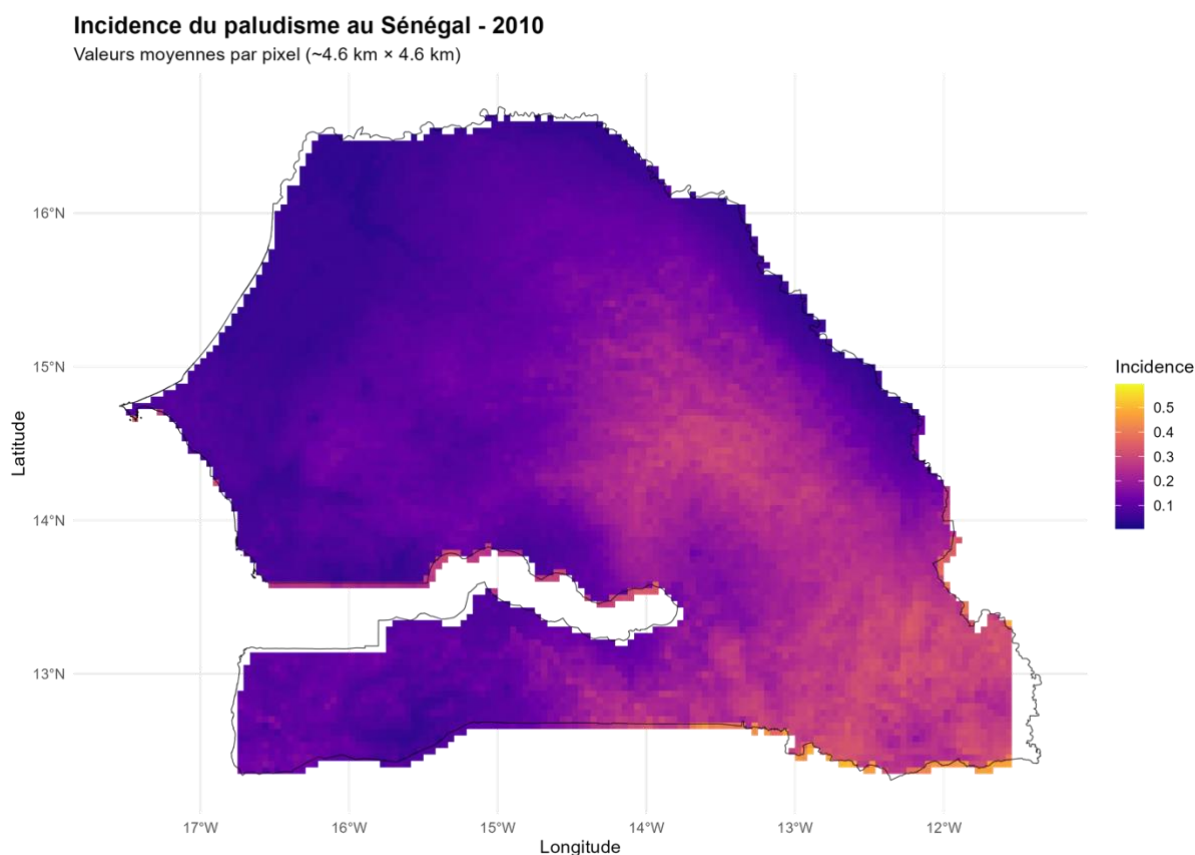 Incidence du paludisme au Sénégal - 2010
Valeurs moyennes par pixel (~4.6 km × 4.6 km)
16°N
15°N
14°N
13°N
Latitude
17°W
16°W
15°W
14°W
13°W
12°W
Longitude
Incidence
0.5
0.4
0.3
0.2
0.1